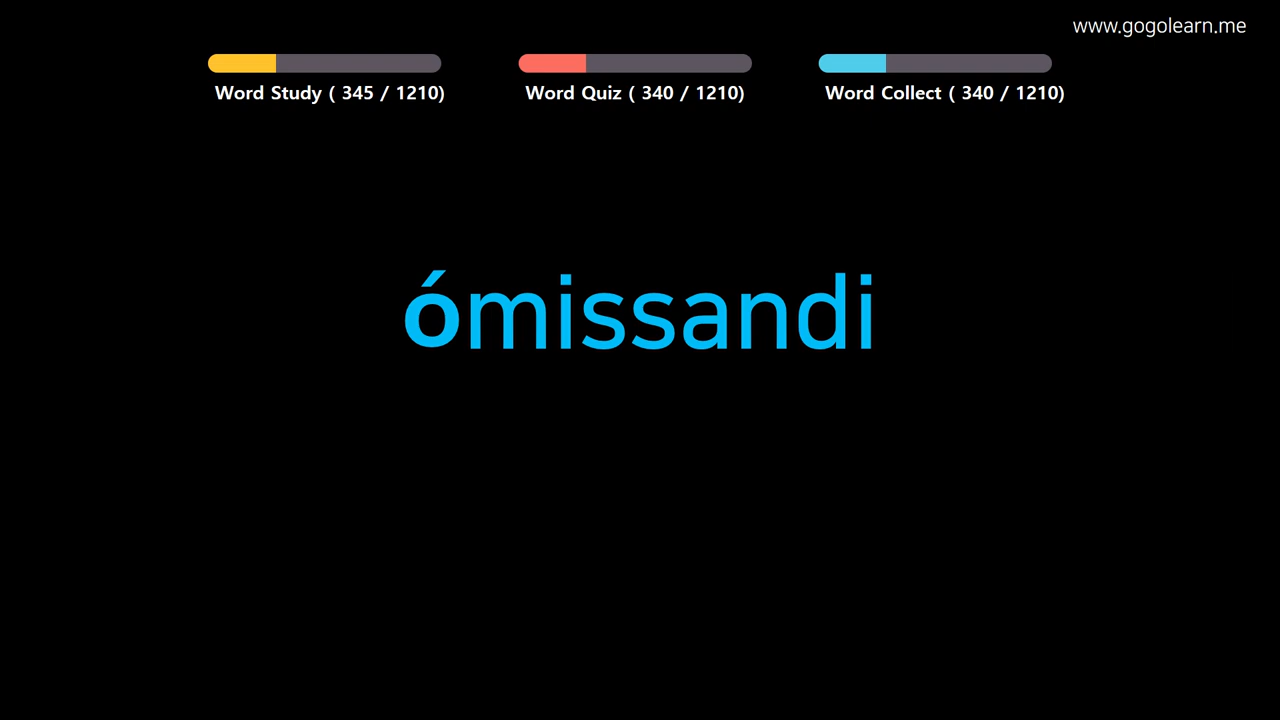 www.gogolearn.me
Word Study ( 345 / 1210)
Word Quiz ( 340 / 1210)
Word Collect ( 340 / 1210)
ómissandi